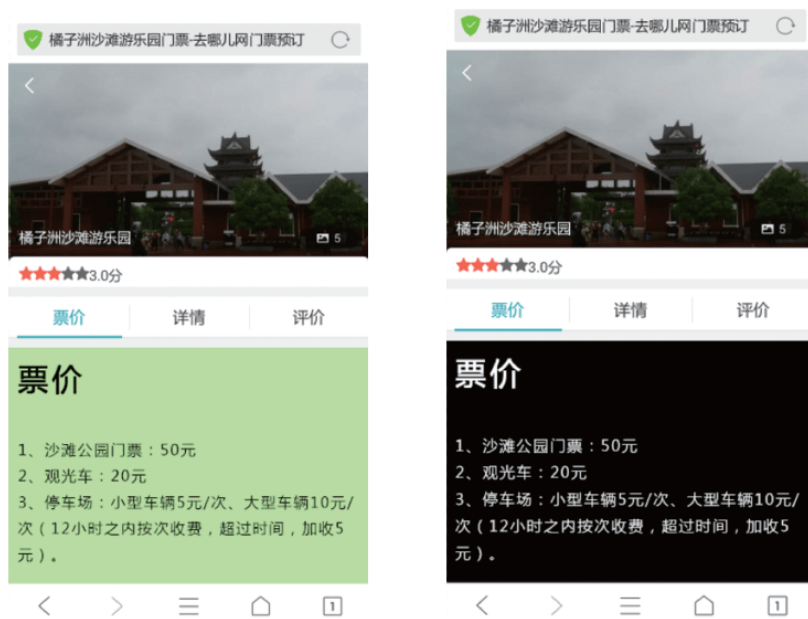 橘子洲沙滩游乐园门票-去哪儿网门票预订
橘子洲沙滩游乐园
5
3.0分
票价 详情 评价
票价
1、沙滩公园门票：50元
2、观光车：20元
3、停车场：小型车辆5元/次、大型车辆10元/
次（12小时之内按次收费，超过时间，加收5
元）。
1
橘子洲沙滩游乐园门票-去哪儿网门票预订
橘子洲沙滩游乐园
5
3.0分
票价 详情 评价
票价
1、沙滩公园门票：50元
2、观光车：20元
3、停车场：小型车辆5元/次、大型车辆10元/
次（12小时之内按次收费，超过时间，加收5
元）。
1